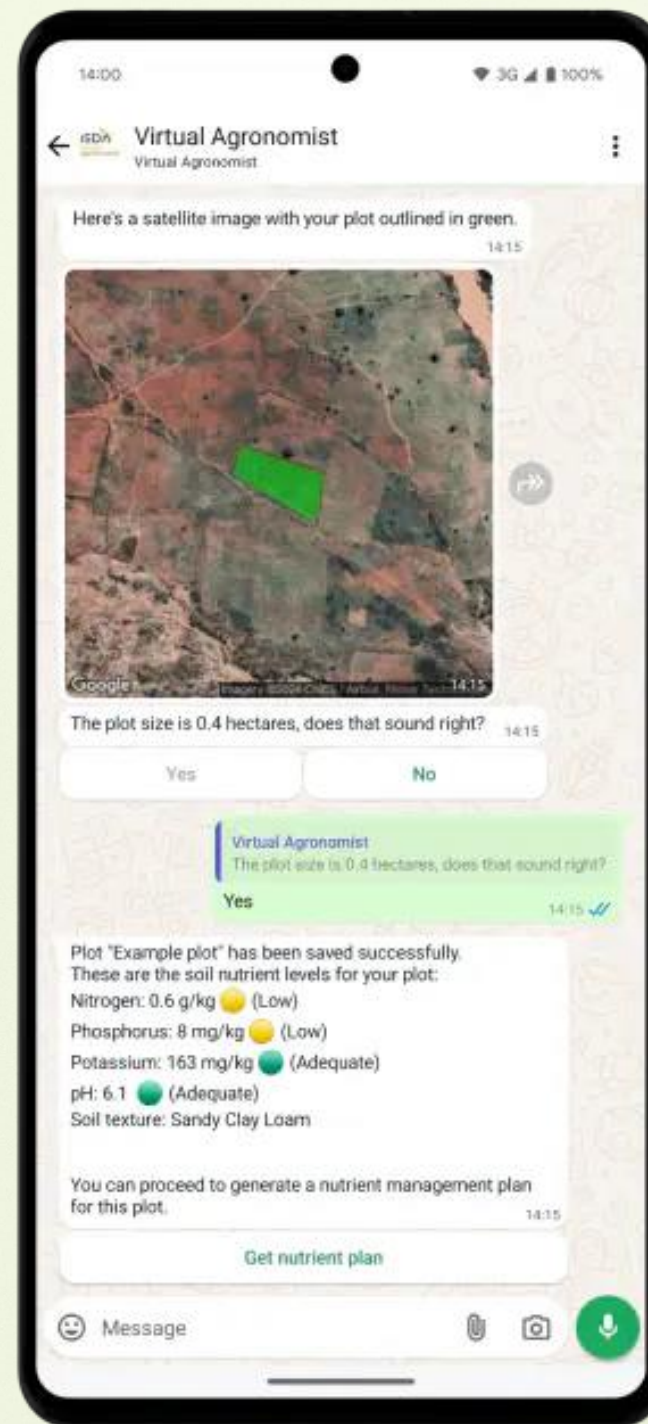 14:00
3G
100%
iSDA
Virtual Agronomist
Virtual Agronomist
Here's a satellite image with your plot outlined in green.
14:15
Google
14:15
The plot size is 0.4 hectares, does that sound right?
14:15
Yes
No
Virtual Agronomist
The plot size is 0.4 hectares, does that sound right?
Yes
14:15
Plot "Example plot" has been saved successfully.
These are the soil nutrient levels for your plot:
Nitrogen: 0.6 g/kg 🟡 (Low)
Phosphorus: 8 mg/kg 🟡 (Low)
Potassium: 163 mg/kg 🟢 (Adequate)
pH: 6.1 🟢 (Adequate)
Soil texture: Sandy Clay Loam
You can proceed to generate a nutrient management plan
for this plot.
14:15
Get nutrient plan
Message